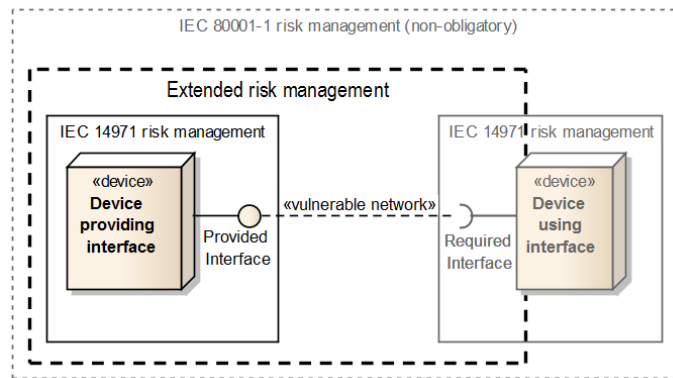 IEC 80001-1 risk management (non-obligatory)
Extended risk management
IEC 14971 risk management
IEC 14971 risk management
«device»
Device
providing
interface
«vulnerable network»
Provided
Interface
Required
Interface
«device»
Device
using
interface